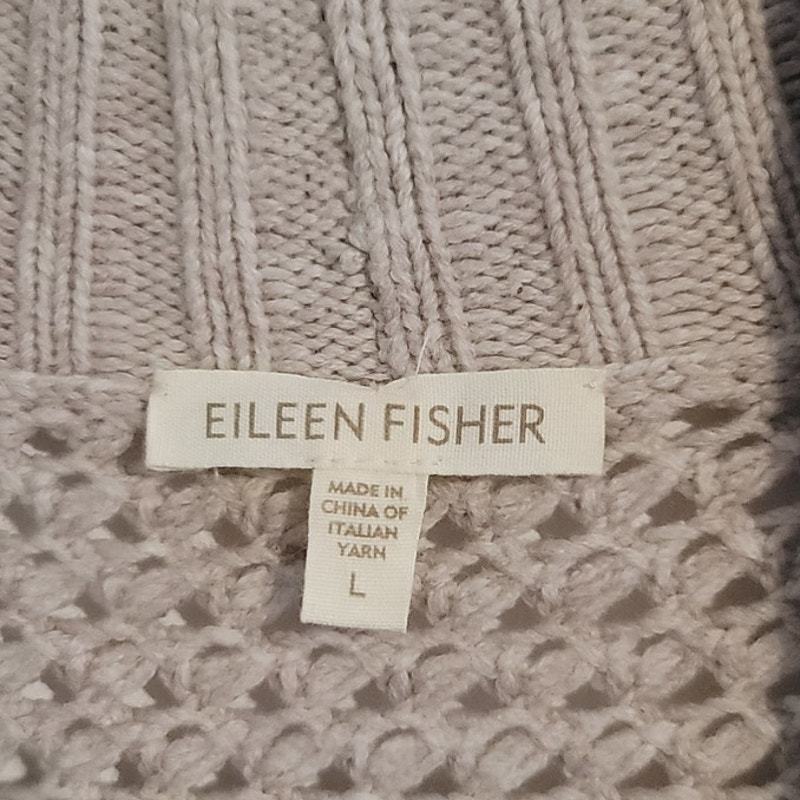 EILEEN FISHER
MADE IN
CHINA OF
ITALIAN
YARN
L